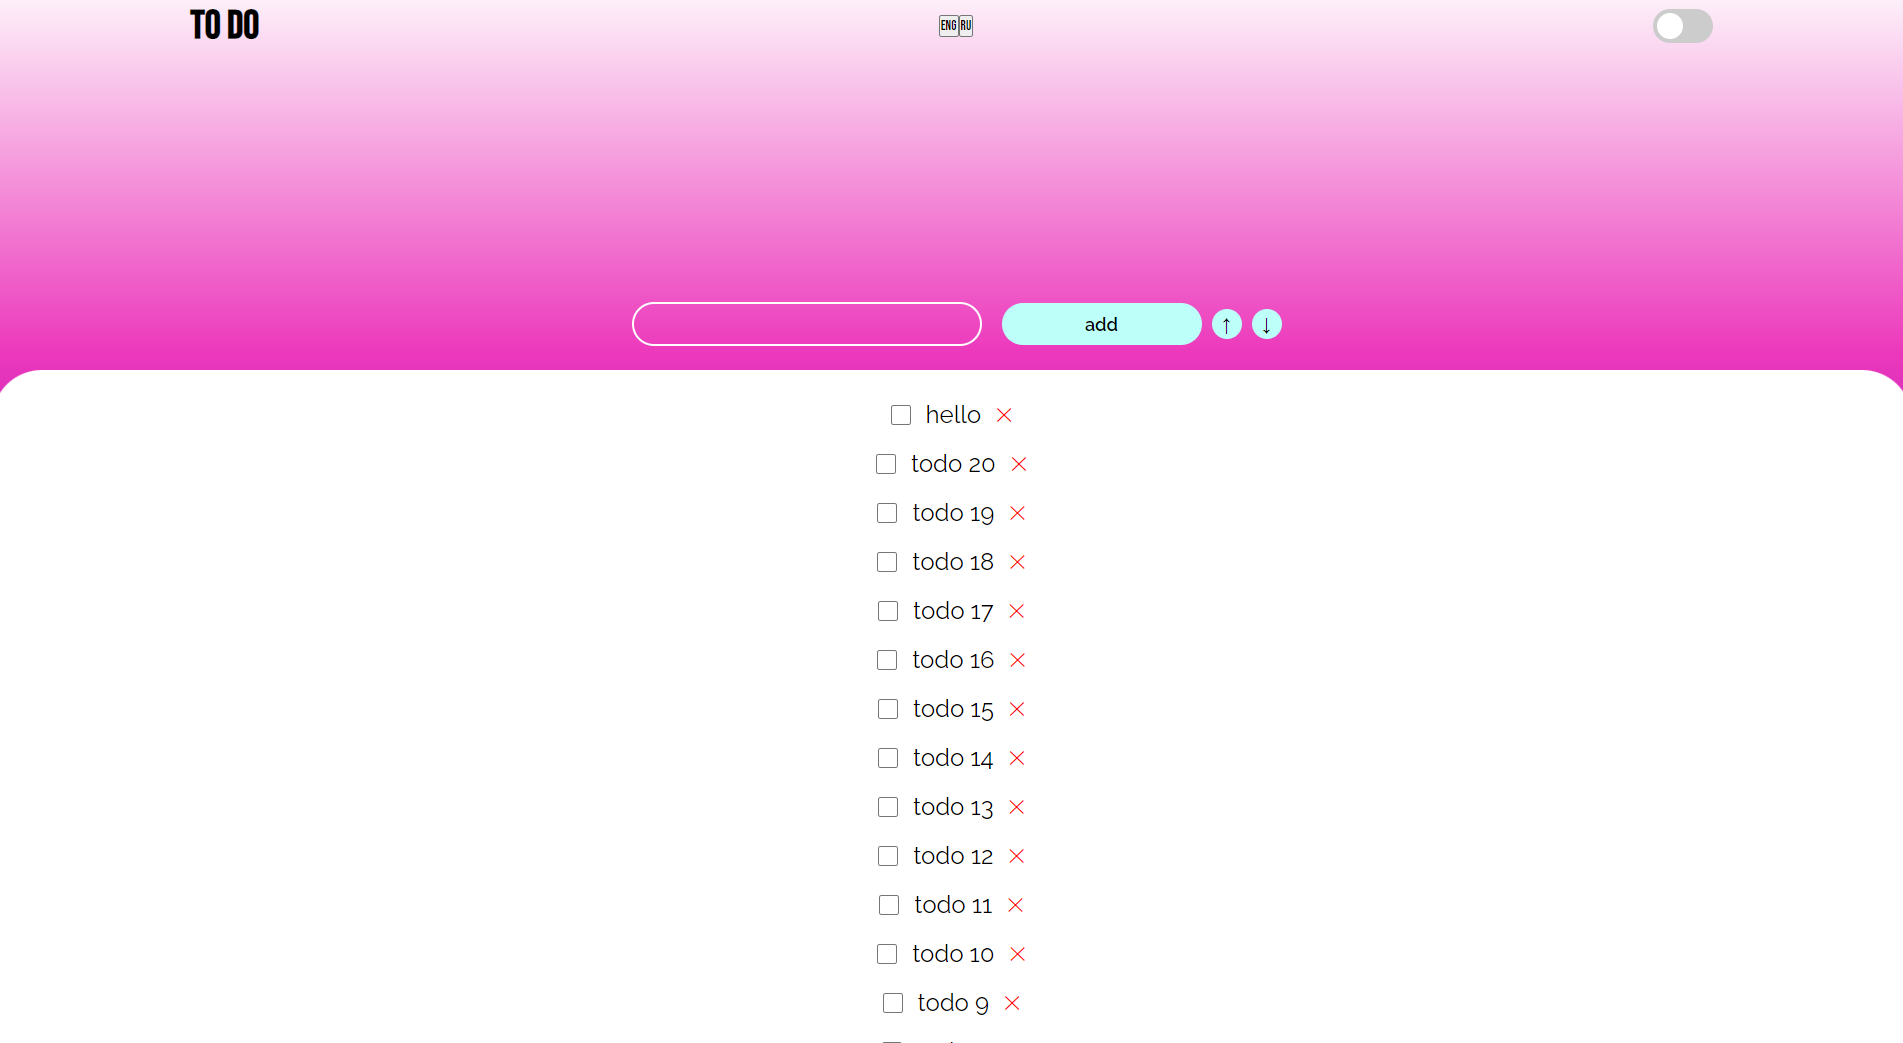 TO DO
ENG RU
add ↑ ↓
hello
todo 20
todo 19
todo 18
todo 17
todo 16
todo 15
todo 14
todo 13
todo 12
todo 11
todo 10
todo 9